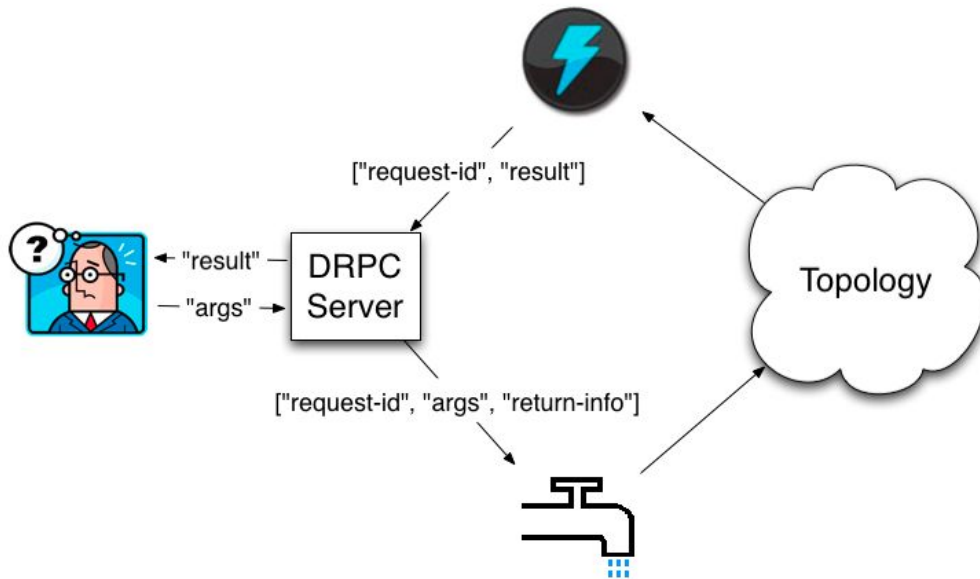 ["request-id", "result"]
?
"result"
"args"
DRPC
Server
Topology
["request-id", "args", "return-info"]